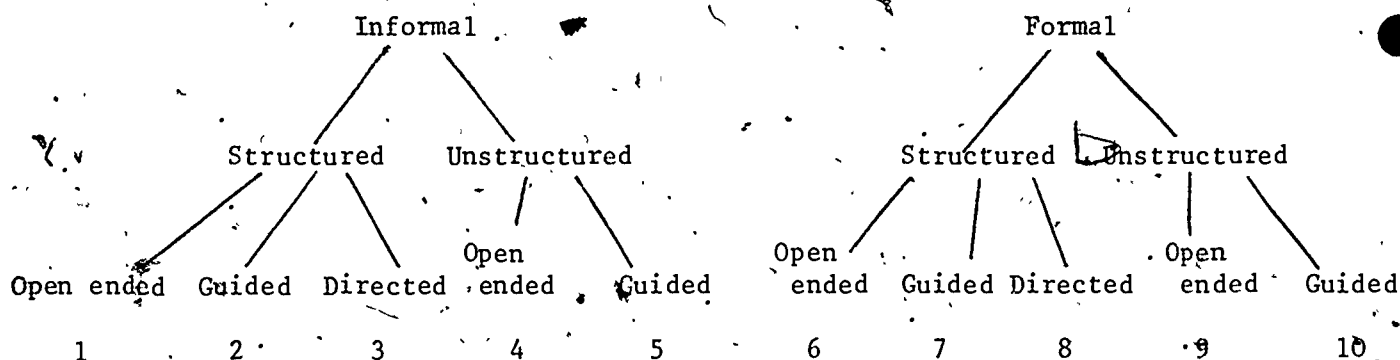 Informal Formal
Structured Unstructured Structured Unstructured
Open Open Open
Open ended Guided Directed ended Guided ended Guided Directed ended Guided
1 2 3 4 5 6 7 8 9 10